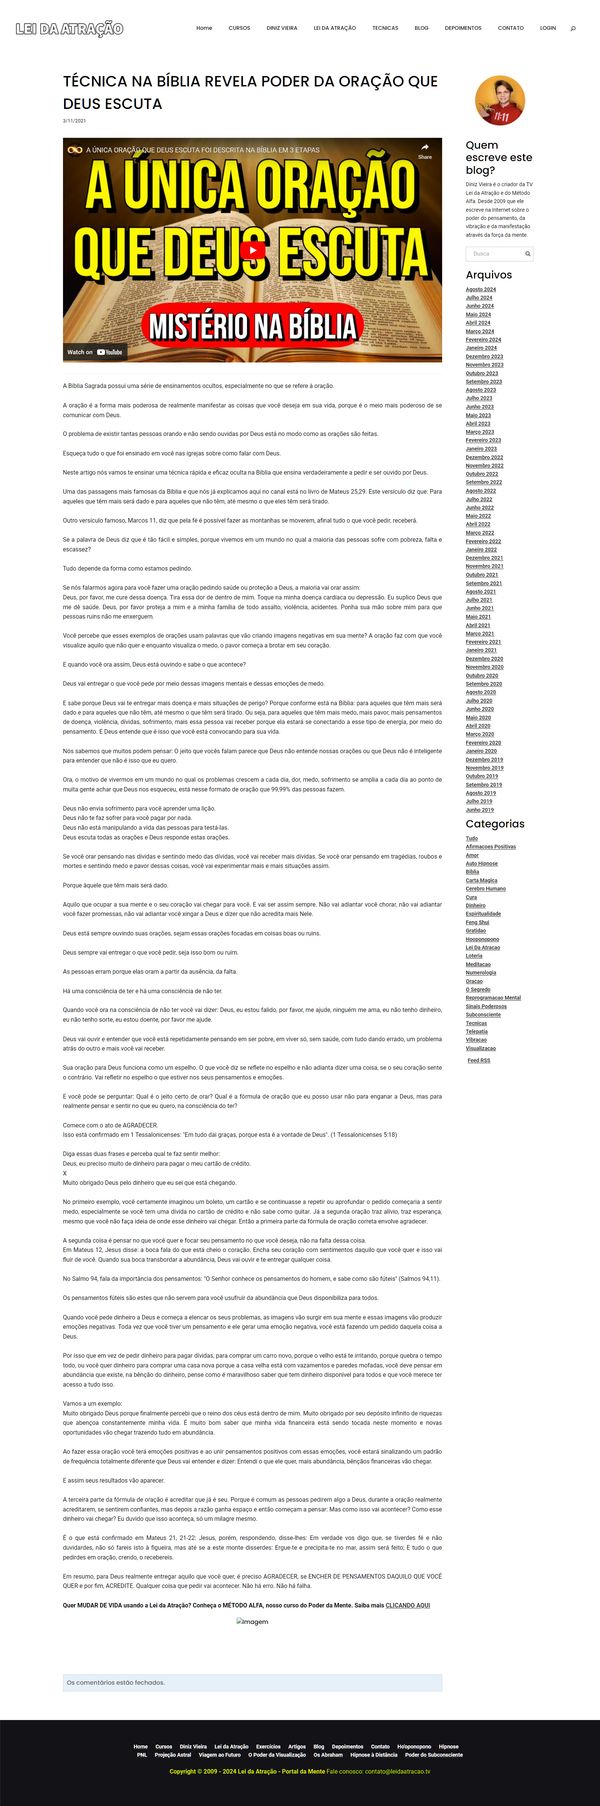 LEI DA ATRAÇÃO
Home CURSOS DINIZ VIEIRA LEI DA ATRAÇÃO TECNICAS BLOG DEPOIMENTOS CONTATO LOGIN
TÉCNICA NA BÍBLIA REVELA PODER DA ORAÇÃO QUE
DEUS ESCUTA
3/11/2021
A ÚNICA ORAÇÃO QUE DEUS ESCUTA FOI DESCRITA NA BÍBLIA EM 3 ETAPAS
Share
A ÚNICA ORAÇÃO
QUE DEUS ESCUTA
MISTÉRIO NA BÍBLIA
Watch on YouTube
A Bíblia Sagrada possui uma série de ensinamentos ocultos, especialmente no que se refere à oração.
A oração é a forma mais poderosa de realmente manifestar as coisas que você deseja em sua vida, porque é o meio mais poderoso de se
comunicar com Deus.
O problema de existir tantas pessoas orando e não sendo ouvidas por Deus está no modo como as orações são feitas.
Esqueça tudo o que foi ensinado em você nas igrejas sobre como falar com Deus.
Neste artigo nós vamos te ensinar uma técnica rápida e eficaz oculta na Bíblia que ensina verdadeiramente a pedir e ser ouvido por Deus.
Uma das passagens mais famosas da Bíblia e que nós já explicamos aqui no canal está no livro de Mateus 25,29. Este versículo diz que: Para
aqueles que têm mais será dado e para aqueles que não têm, até mesmo o que eles têm será tirado.
Outro versículo famoso, Marcos 11, diz que pela fé é possível fazer as montanhas se moverem, afinal tudo o que você pedir, receberá.
Se a palavra de Deus diz que é tão fácil e simples, porque vivemos em um mundo no qual a maioria das pessoas sofre com pobreza, falta e
escassez?
Tudo depende da forma como estamos pedindo.
Se nós falarmos agora para você fazer uma oração pedindo saúde ou proteção a Deus, a maioria vai orar assim:
Deus, por favor, me cure dessa doença. Tira essa dor de dentro de mim. Toque na minha doença cardíaca ou depressão. Eu suplico Deus que
me dê saúde. Deus, por favor proteja a mim e a minha família de todo assalto, violência, acidentes. Ponha sua mão sobre mim para que
pessoas ruins não me enxerguem.
Você percebe que esses exemplos de orações usam palavras que vão criando imagens negativas em sua mente? A oração faz com que você
visualize aquilo que não quer e enquanto visualiza o medo, o pavor começa a brotar em seu coração.
E quando você ora assim, Deus está ouvindo e sabe o que acontece?
Deus vai entregar o que você pede por meio dessas imagens mentais e dessas emoções de medo.
E sabe porque Deus vai te entregar mais doença e mais situações de perigo? Porque conforme está na Bíblia: para aqueles que têm mais será
dado e para aqueles que não têm, até mesmo o que têm será tirado. Ou seja, para aqueles que têm mais medo, mais pavor, mais pensamentos
de doença, violência, dívidas, sofrimento, mais essa pessoa vai receber porque ela estará se conectando a esse tipo de energia, por meio do
pensamento. E Deus entende que é isso que você está convocando para sua vida.
Nós sabemos que muitos podem pensar: O jeito que vocês falam parece que Deus não entende nossas orações ou que Deus não é inteligente
para entender que não é isso que eu quero.
Ora, o motivo de vivermos em um mundo no qual os problemas crescem a cada dia, dor, medo, sofrimento se amplia a cada dia ao ponto de
muita gente achar que Deus nos esqueceu, está nesse formato de oração que 99,99% das pessoas fazem.
Deus não envia sofrimento para você aprender uma lição.
Deus não te faz sofrer para você pagar por nada.
Deus não está manipulando a vida das pessoas para testá-las.
Deus escuta todas as orações e Deus responde estas orações.
Se você orar pensando nas dívidas e sentindo medo das dívidas, você vai receber mais dívidas. Se você orar pensando em tragédias, roubos e
mortes e sentindo medo e pavor dessas coisas, você vai experimentar mais e mais situações assim.
Porque àquele que têm mais será dado.
Aquilo que ocupar a sua mente e o seu coração vai chegar para você. E vai ser assim sempre. Não vai adiantar você chorar, não vai adiantar
você fazer promessas, não vai adiantar você xingar a Deus e dizer que não acredita mais Nele.
Deus está sempre ouvindo suas orações, sejam essas orações focadas em coisas boas ou ruins.
Deus sempre vai entregar o que você pedir, seja isso bom ou ruim.
As pessoas erram porque elas oram a partir da ausência, da falta.
Há uma consciência de ter e há uma consciência de não ter.
Quando você ora na consciência de não ter você vai dizer: Deus, eu estou falido, por favor, me ajude, ninguém me ama, eu não tenho dinheiro,
eu não tenho sorte, eu estou doente, por favor me ajude.
Deus vai ouvir e entender que você está repetidamente pensando em ser pobre, em viver só, sem saúde, com tudo dando errado, um problema
atrás do outro e mais você vai receber.
Sua oração para Deus funciona como um espelho. O que você diz se reflete no espelho e não adianta dizer uma coisa, se o seu coração sente
o contrário. Vai refletir no espelho o que estiver nos seus pensamentos e emoções.
E você pode se perguntar: Qual é o jeito certo de orar? Qual é a fórmula de oração que eu posso usar não para enganar a Deus, mas para
realmente pensar e sentir no que eu quero, na consciência do ter?
Comece com o ato de AGRADECER.
Isso está confirmado em 1 Tessalonicenses: "Em tudo dai graças, porque esta é a vontade de Deus". (1 Tessalonicenses 5:18)
Diga essas duas frases e perceba qual te faz sentir melhor:
Deus, eu preciso muito de dinheiro para pagar o meu cartão de crédito.
X
Muito obrigado Deus pelo dinheiro que eu sei que está chegando.
No primeiro exemplo, você certamente imaginou um boleto, um cartão e se continuasse a repetir ou aprofundar o pedido começaria a sentir
medo, especialmente se você tem uma dívida no cartão de crédito e não sabe como quitar. Já a segunda oração traz alívio, traz esperança,
mesmo que você não faça ideia de onde esse dinheiro vai chegar. Então a primeira parte da fórmula de oração correta envolve agradecer.
A segunda coisa é pensar no que você quer e focar seu pensamento no que você deseja, não na falta dessa coisa.
Em Mateus 12, Jesus disse: a boca fala do que está cheio o coração. Encha seu coração com sentimentos daquilo que você quer e isso vai
fluir de você. Quando sua boca transbordar a abundância, Deus vai ouvir e te entregar qualquer coisa.
No Salmo 94, fala da importância dos pensamentos: "O Senhor conhece os pensamentos do homem, e sabe como são fúteis" (Salmos 94,11).
Os pensamentos fúteis são estes que não servem para você usufruir da abundância que Deus disponibiliza para todos.
Quando você pede dinheiro a Deus e começa a elencar os seus problemas, as imagens vão surgir em sua mente e essas imagens vão produzir
emoções negativas. Toda vez que você tiver um pensamento e ele gerar uma emoção negativa, você está fazendo um pedido daquela coisa a
Deus.
Por isso que em vez de pedir dinheiro para pagar dívidas, para comprar um carro novo, porque o velho está te irritando, porque quebra o tempo
todo, ou você quer dinheiro para comprar uma casa nova porque a casa velha está com vazamentos e paredes mofadas, você deve pensar em
abundância que existe, na bênção do dinheiro, pense como é maravilhoso saber que tem dinheiro disponível para todos e que você merece ter
acesso a tudo isso.
Vamos a um exemplo:
Muito obrigado Deus porque finalmente percebi que o reino dos céus está dentro de mim. Muito obrigado por seu depósito infinito de riquezas
que abençoa constantemente minha vida. É muito bom saber que minha vida financeira está sendo tocada neste momento e novas
oportunidades vão chegar trazendo tudo em abundância.
Ao fazer essa oração você terá emoções positivas e ao unir pensamentos positivos com essas emoções, você estará sinalizando um padrão
de frequência totalmente diferente que Deus vai entender e dizer: Entendi o que ele quer, mais abundância, bênçãos financeiras vão chegar.
E assim seus resultados vão aparecer.
A terceira parte da fórmula de oração é acreditar que já é seu. Porque é comum as pessoas pedirem algo a Deus, durante a oração realmente
acreditarem, se sentirem confiantes, mas depois a razão ganha espaço e então começam a pensar: Mas como isso vai acontecer? Como esse
dinheiro vai chegar? Eu duvido que isso aconteça, só um milagre mesmo.
É o que está confirmado em Mateus 21, 21-22: Jesus, porém, respondendo, disse-lhes: Em verdade vos digo que, se tiverdes fé e não
duvidardes, não só fareis isto à figueira, mas até se a este monte disserdes: Ergue-te e precipita-te no mar, assim será feito; E tudo o que
pedirdes em oração, crendo, o recebereis.
Em resumo, para Deus realmente entregar aquilo que você quer, é preciso AGRADECER, se ENCHER DE PENSAMENTOS DAQUILO QUE VOCÊ
QUER e por fim, ACREDITE. Qualquer coisa que pedir vai acontecer. Não há erro. Não há falha.
Quer MUDAR DE VIDA usando a Lei da Atração? Conheça o MÉTODO ALFA, nosso curso do Poder da Mente. Saiba mais CLICANDO AQUI
Imagem
Os comentários estão fechados.
11:11
Quem
escreve este
blog?
Diniz Vieira é o criador da TV
Lei da Atração e do Método
Alfa. Desde 2009 que ele
escreve na Internet sobre o
poder do pensamento, da
vibração e da manifestação
através da força da mente.
Busca
Arquivos
Agosto 2024
Julho 2024
Junho 2024
Maio 2024
Abril 2024
Março 2024
Fevereiro 2024
Janeiro 2024
Dezembro 2023
Novembro 2023
Outubro 2023
Setembro 2023
Agosto 2023
Julho 2023
Junho 2023
Maio 2023
Abril 2023
Março 2023
Fevereiro 2023
Janeiro 2023
Dezembro 2022
Novembro 2022
Outubro 2022
Setembro 2022
Agosto 2022
Julho 2022
Junho 2022
Maio 2022
Abril 2022
Março 2022
Fevereiro 2022
Janeiro 2022
Dezembro 2021
Novembro 2021
Outubro 2021
Setembro 2021
Agosto 2021
Julho 2021
Junho 2021
Maio 2021
Abril 2021
Março 2021
Fevereiro 2021
Janeiro 2021
Dezembro 2020
Novembro 2020
Outubro 2020
Setembro 2020
Agosto 2020
Julho 2020
Junho 2020
Maio 2020
Abril 2020
Março 2020
Fevereiro 2020
Janeiro 2020
Dezembro 2019
Novembro 2019
Outubro 2019
Setembro 2019
Agosto 2019
Julho 2019
Junho 2019
Categorias
Tudo
Afirmacoes Positivas
Amor
Auto Hipnose
Biblia
Carta Magica
Cerebro Humano
Cura
Dinheiro
Espiritualidade
Feng Shui
Gratidao
Hooponopono
Lei Da Atracao
Loteria
Meditacao
Numerologia
Oracao
O Segredo
Reprogramacao Mental
Sinais Poderosos
Subconsciente
Tecnicas
Telepatia
Vibracao
Visualizacao
Feed RSS
Home Cursos Diniz Vieira Lei da Atração Exercícios Artigos Blog Depoimentos Contato Ho'oponopono Hipnose
PNL Projeção Astral Viagem ao Futuro O Poder da Visualização Os Abraham Hipnose à Distância Poder do Subconsciente
Copyright © 2009 - 2024 Lei da Atração - Portal da Mente Fale conosco: contato@leidaatracao.tv